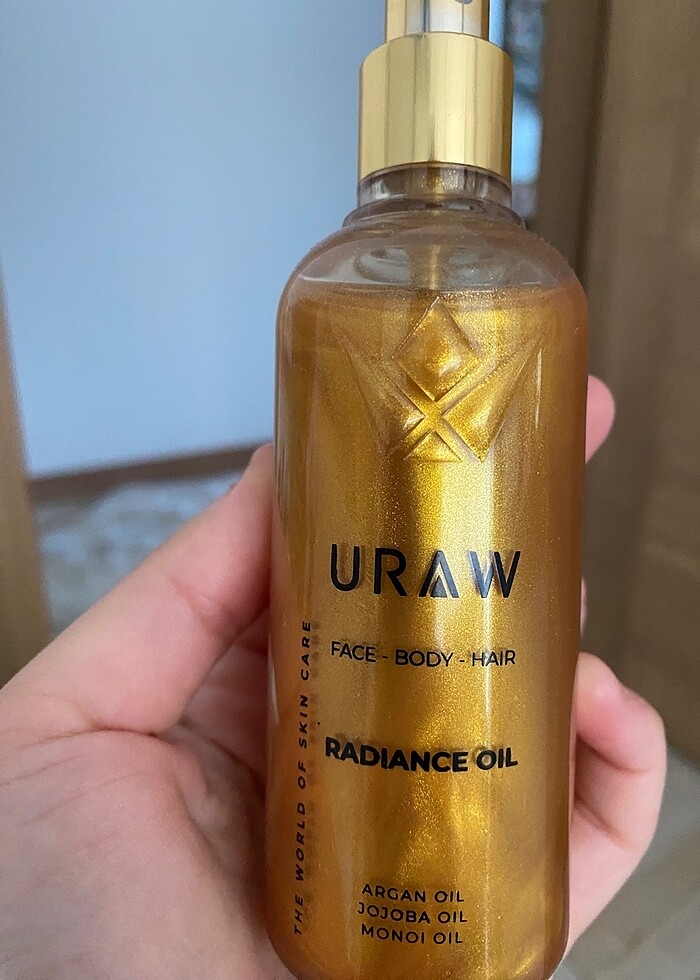 URAW
FACE - BODY - HAIR
RADIANCE OIL
ARGAN OIL
JOJOBA OIL
MONOI OIL
THE WORLD OF SKIN CARE